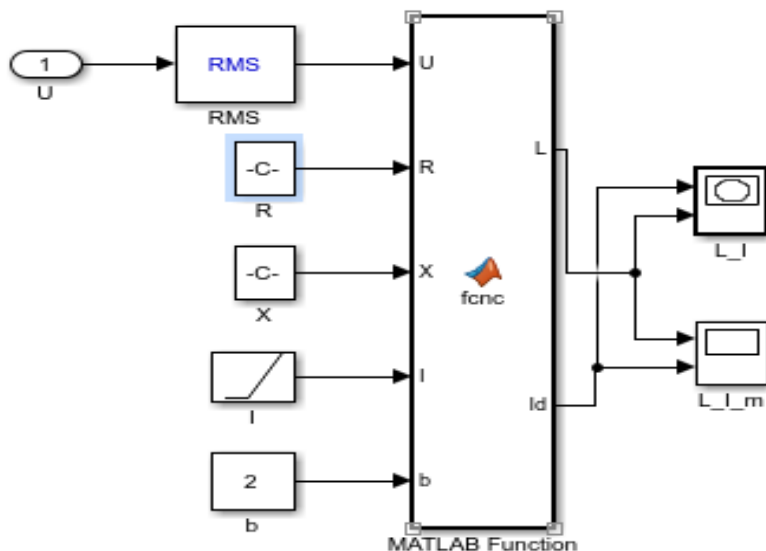 1
U
RMS
RMS
-C-
R
-C-
X
I
2
b
U
R
X
I
b
fcnc
L
Id
MATLAB Function
L_I
L_I_m